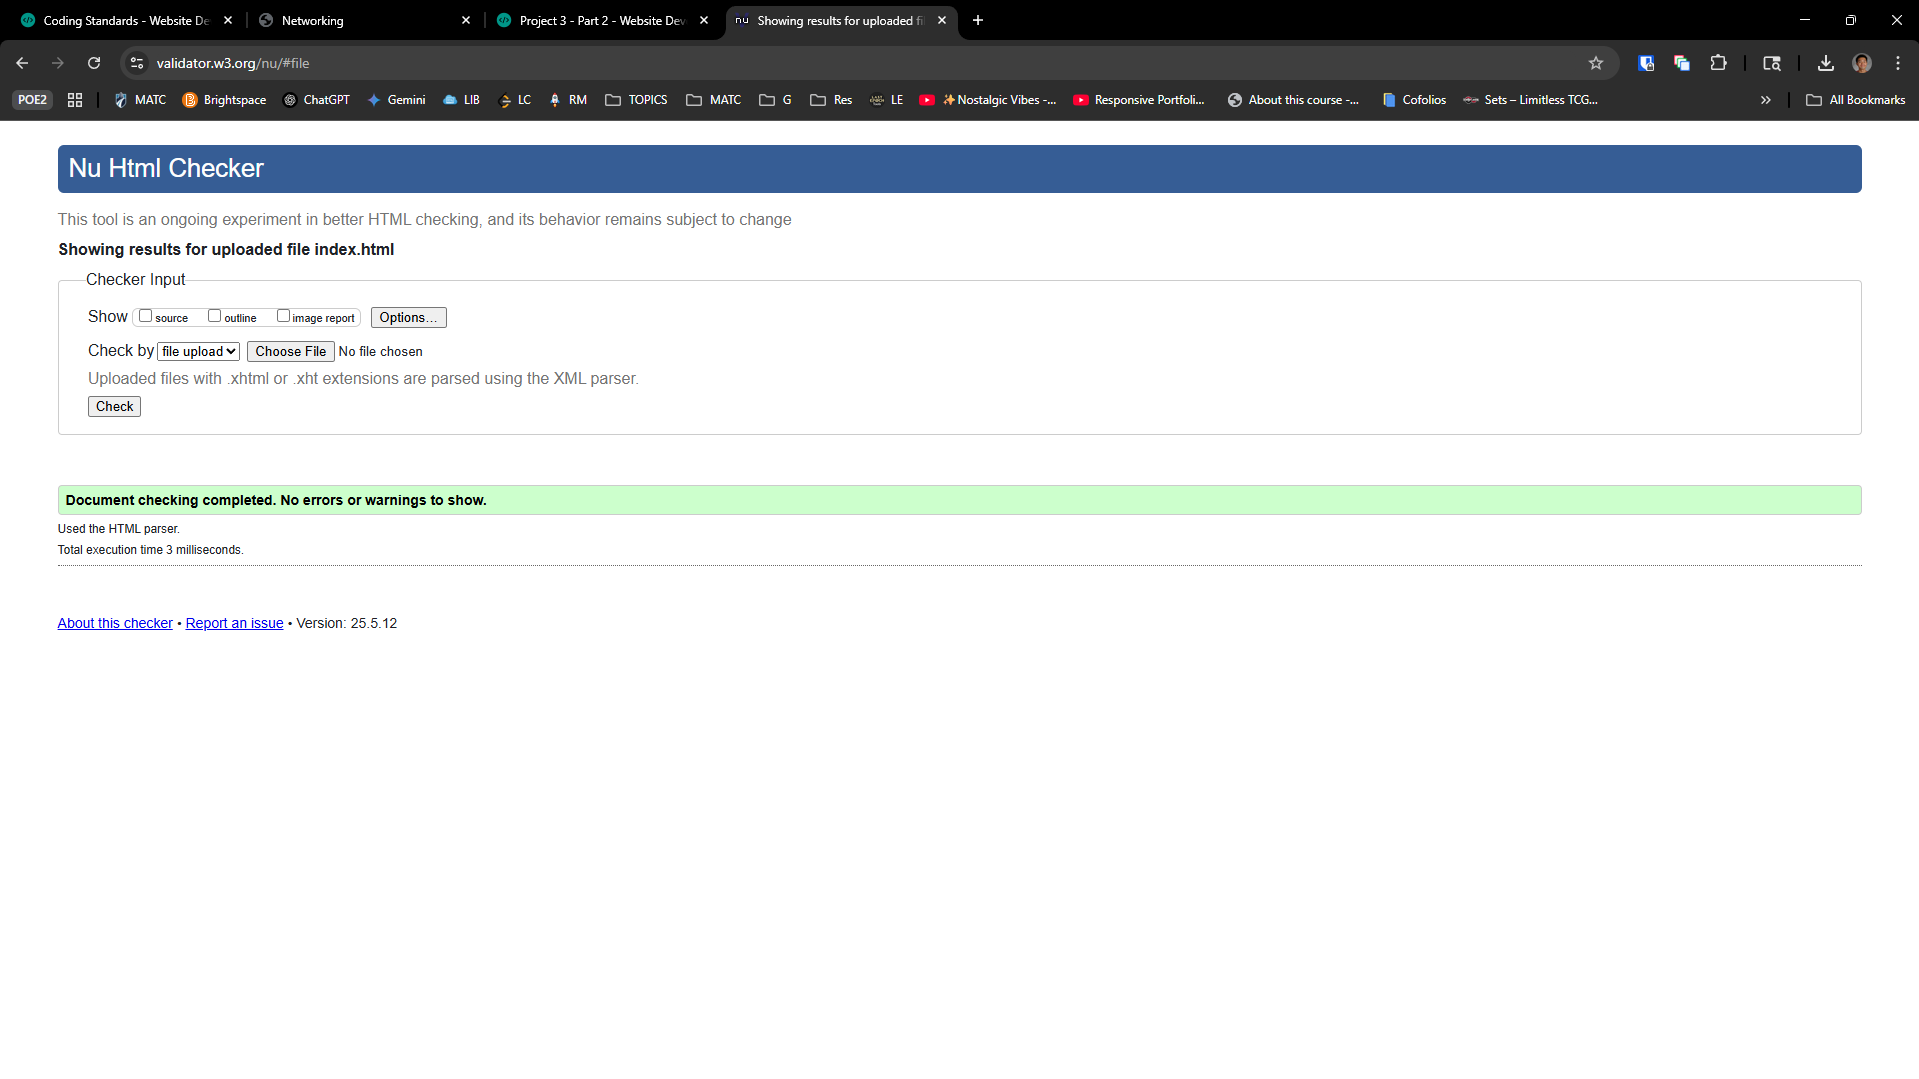 Coding Standards - Website De
Networking
Project 3 - Part 2 - Website Dev
nu Showing results for uploaded fi
validator.w3.org/nu/#file
POE2 MATC Brightspace ChatGPT Gemini LIB LC RM TOPICS MATC G Res LE ✨Nostalgic Vibes -... Responsive Portfoli... About this course -... Cofolios Sets – Limitless TCG... » All Bookmarks
Nu Html Checker
This tool is an ongoing experiment in better HTML checking, and its behavior remains subject to change
Showing results for uploaded file index.html
Checker Input
Show source outline image report Options...
Check by file upload Choose File No file chosen
Uploaded files with .xhtml or .xht extensions are parsed using the XML parser.
Check
Document checking completed. No errors or warnings to show.
Used the HTML parser.
Total execution time 3 milliseconds.
About this checker • Report an issue • Version: 25.5.12